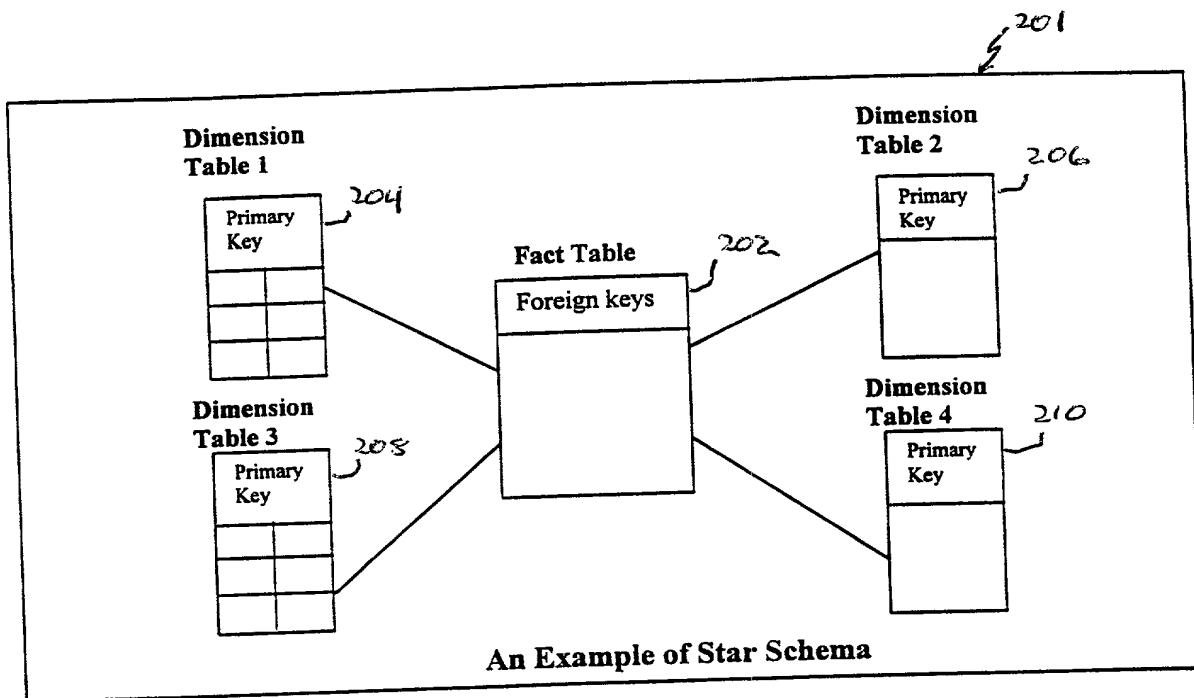 201
Dimension
Table 1
204
Primary
Key
Fact Table
202
Foreign keys
Dimension
Table 2
206
Primary
Key
Dimension
Table 3
208
Primary
Key
Dimension
Table 4
210
Primary
Key
An Example of Star Schema